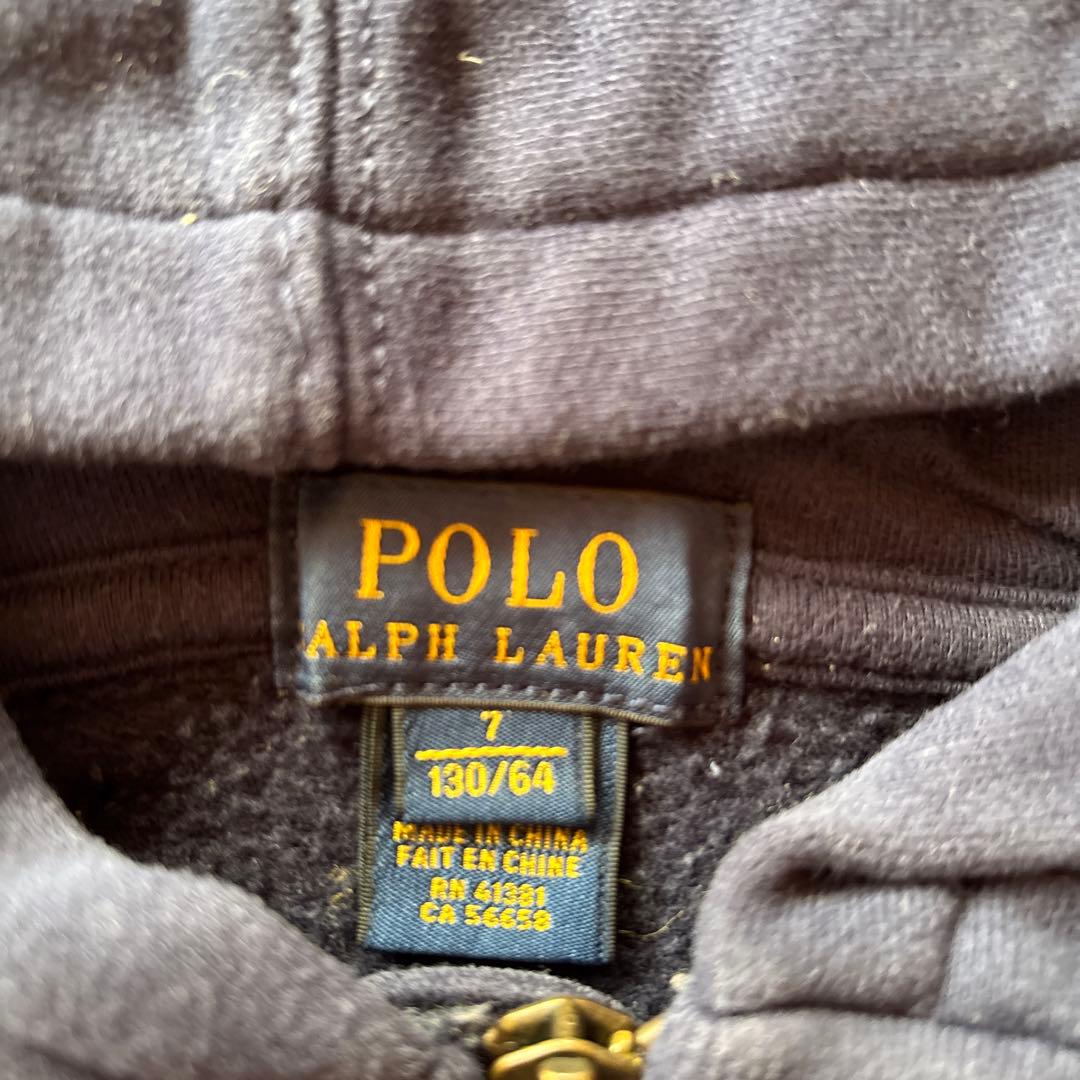 POLO
RALPH LAUREN
7
130/64
MADE IN CHINA
FAIT EN CHINE
RN 41381
CA 56658